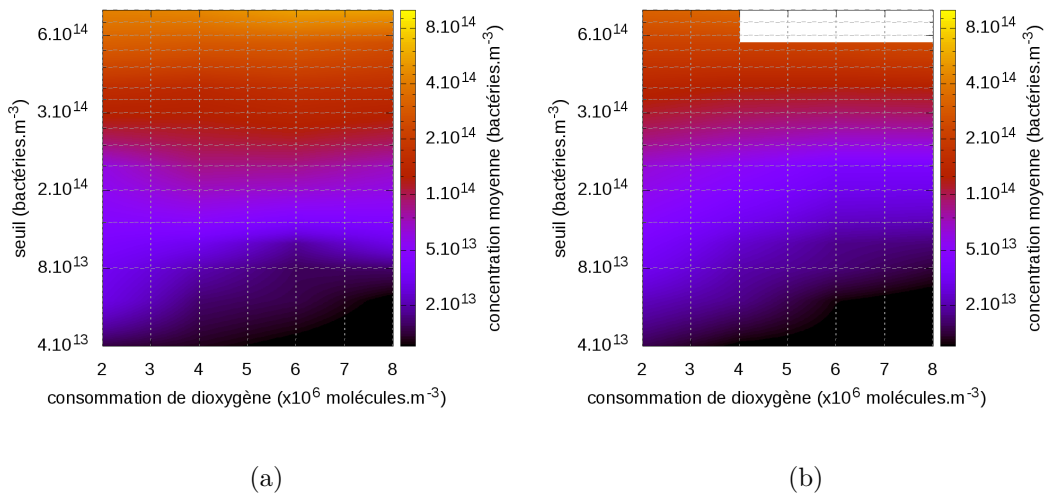 6.10^14
3.10^14
2.10^14
8.10^13
4.10^13
seuil (bactéries.m^-3)
2 3 4 5 6 7 8
consommation de dioxygène (x10^6 molécules.m^-3)
8.10^14
4.10^14
2.10^14
1.10^14
5.10^13
2.10^13
concentration moyenne (bactéries.m^-3)
(a)
6.10^14
3.10^14
2.10^14
8.10^13
4.10^13
seuil (bactéries.m^-3)
2 3 4 5 6 7 8
consommation de dioxygène (x10^6 molécules.m^-3)
8.10^14
4.10^14
2.10^14
1.10^14
5.10^13
2.10^13
concentration moyenne (bactéries.m^-3)
(b)